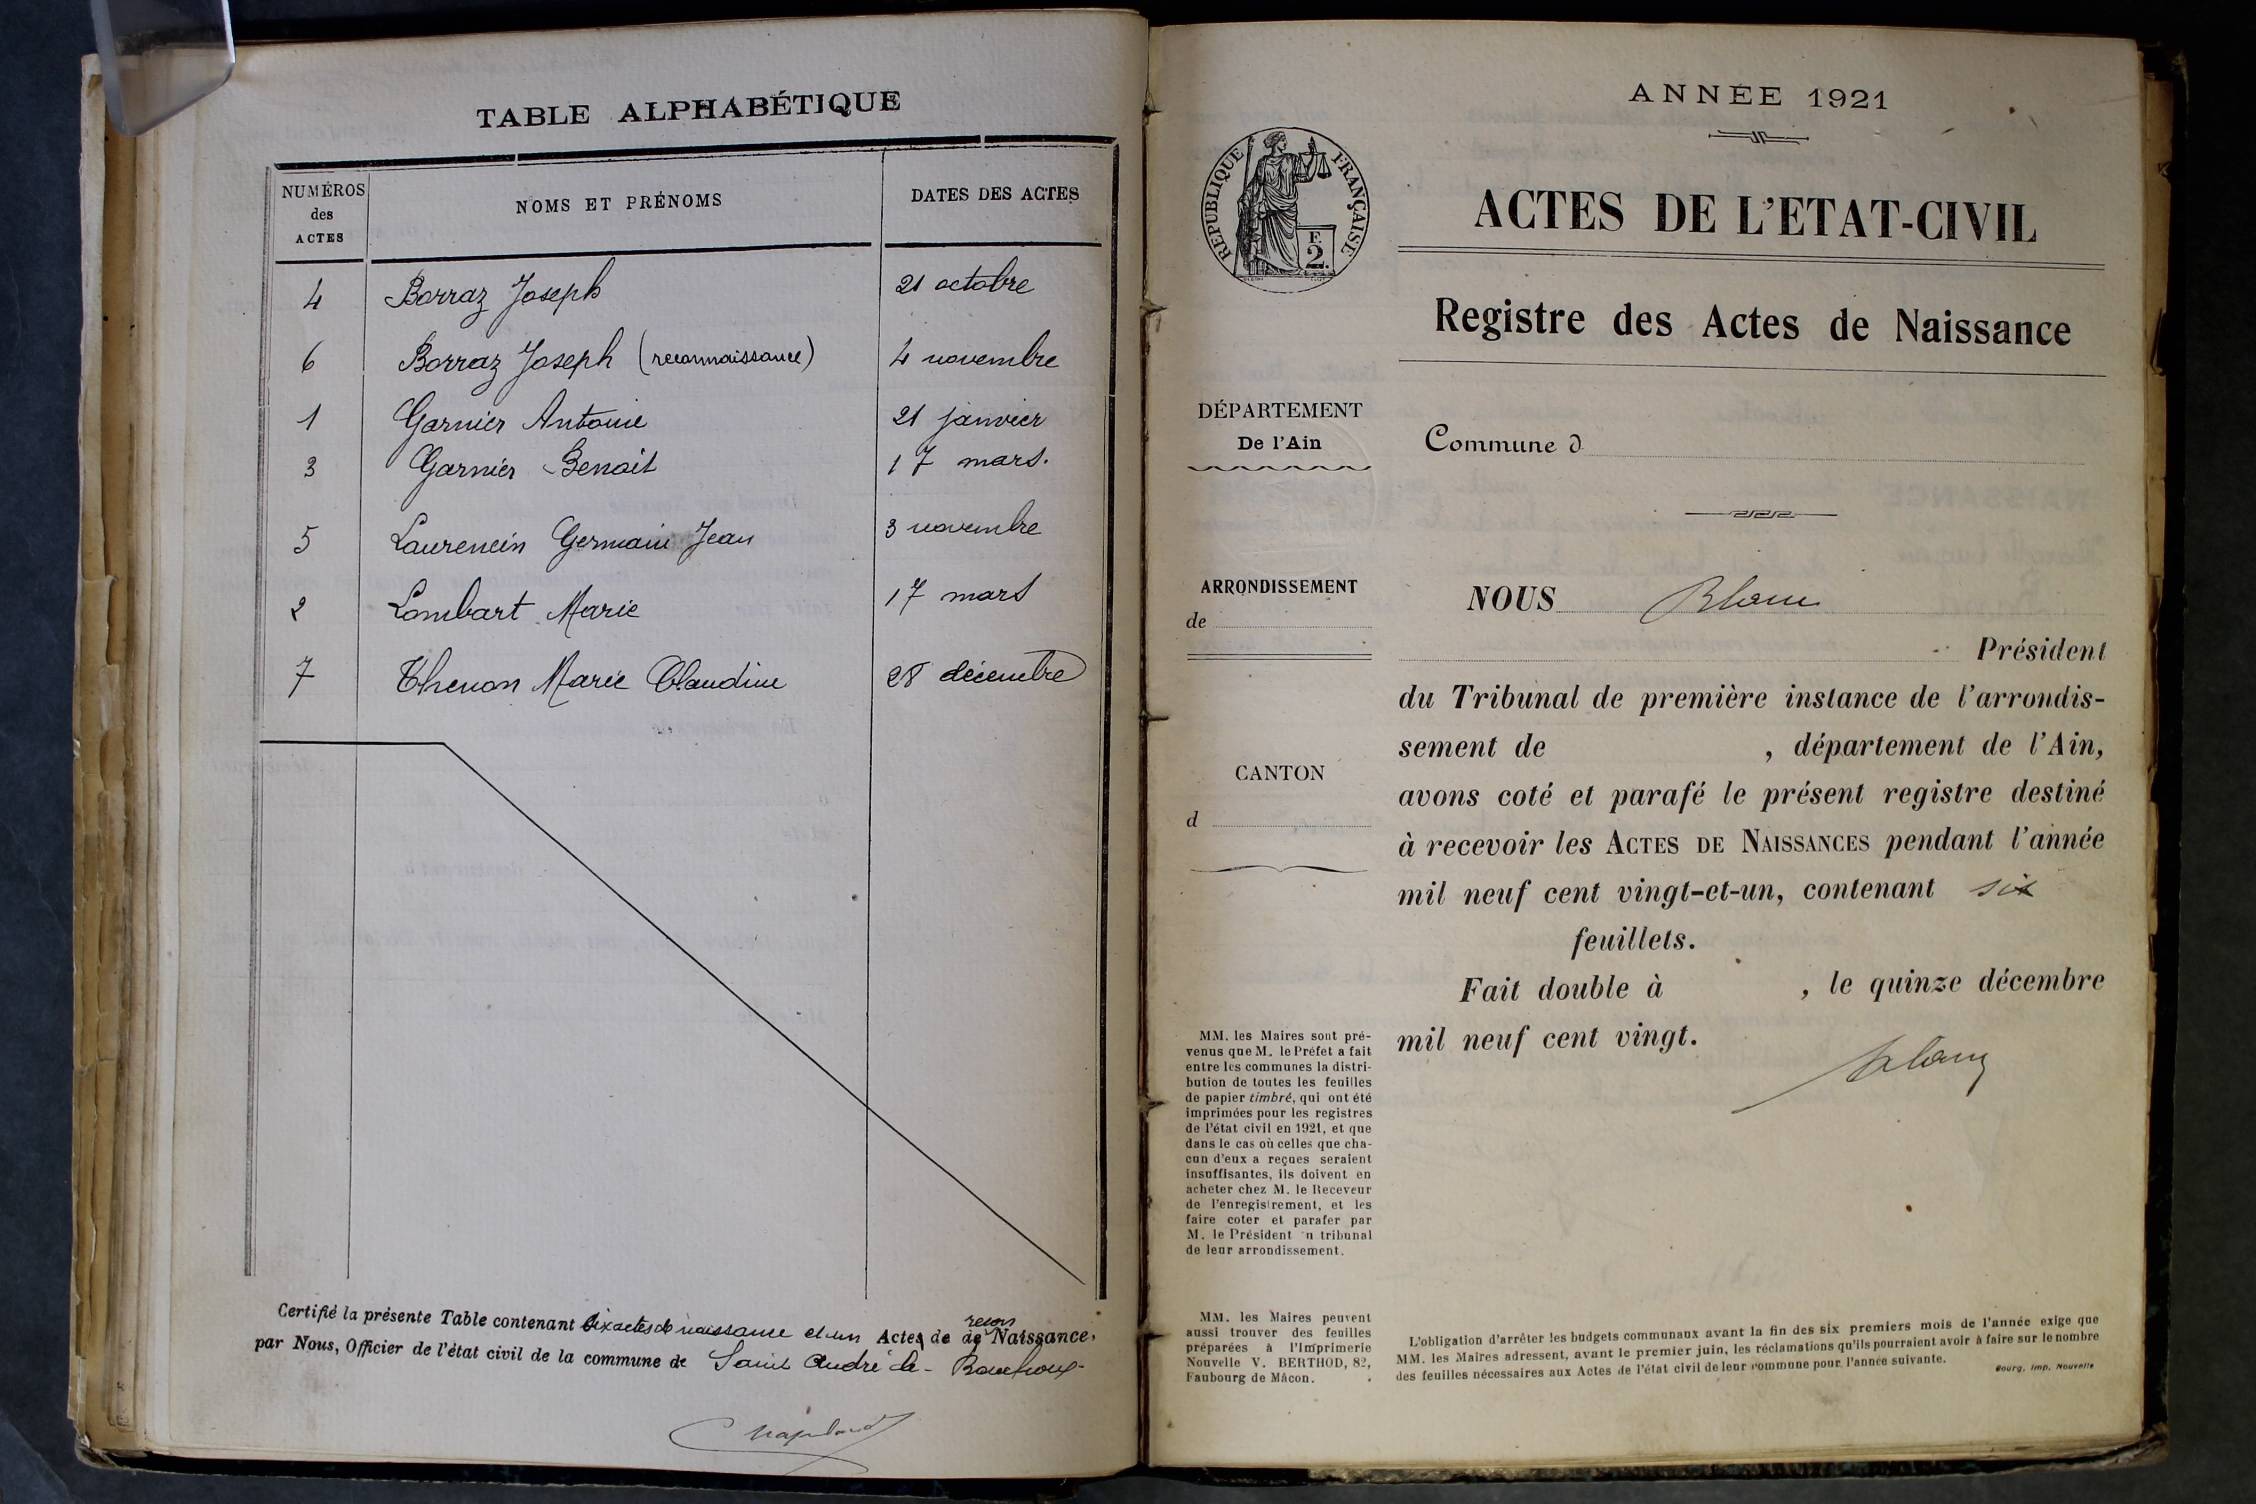 TABLE ALPHABÉTIQUE
NUMÉROS des ACTES NOMS ET PRÉNOMS DATES DES ACTES
4 Borraz Joseph 21 octobre
6 Borraz Joseph (reconnaissance) 4 novembre
1 Garnier Antoine 21 janvier
3 Garnier Benoit 17 mars.
5 Laurencin Germain Jean 3 novembre
2 Lombart Marie 17 mars
7 Thenon Marie Claudine 28 décembre
Certifié la présente Table contenant six actes de naissance et un Actes de de recon Naissance,
par Nous, Officier de l'état civil de la commune de Saint André de
ANNÉE 1921
RÉPUBLIQUE FRANÇAISE
F.
2.
ACTES DE L'ETAT-CIVIL
Registre des Actes de Naissance
DÉPARTEMENT
De l'Ain
Commune d
ARRONDISSEMENT
de
CANTON
d
NOUS Blanc
Président
du Tribunal de première instance de l'arrondis-
sement de , département de l'Ain,
avons coté et parafé le présent registre destiné
à recevoir les ACTES DE NAISSANCES pendant l'année
mil neuf cent vingt-et-un, contenant six
feuillets.
Fait double à , le quinze décembre
mil neuf cent vingt.
Blanc
MM. les Maires sont pré-
venus que M. le Préfet a fait
entre les communes la distri-
bution de toutes les feuilles
de papier timbré, qui ont été
imprimées pour les registres
de l'état civil en 1921, et que
dans le cas où celles que cha-
cun d'eux a reçues seraient
insuffisantes, ils doivent en
acheter chez M. le Receveur
de l'enregistrement, et les
faire coter et parafer par
M. le Président u tribunal
de leur arrondissement.
MM. les Maires peuvent
aussi trouver des feuilles
préparées à l'Imprimerie
Nouvelle V. BERTHOD, 82,
Faubourg de Mâcon.
L'obligation d'arrêter les budgets communaux avant la fin des six premiers mois de l'année exige que
MM. les Maires adressent, avant le premier juin, les réclamations qu'ils pourraient avoir à faire sur le nombre
des feuilles nécessaires aux Actes de l'état civil de leur commune pour l'année suivante.
Bourg, Imp. Nouvelle